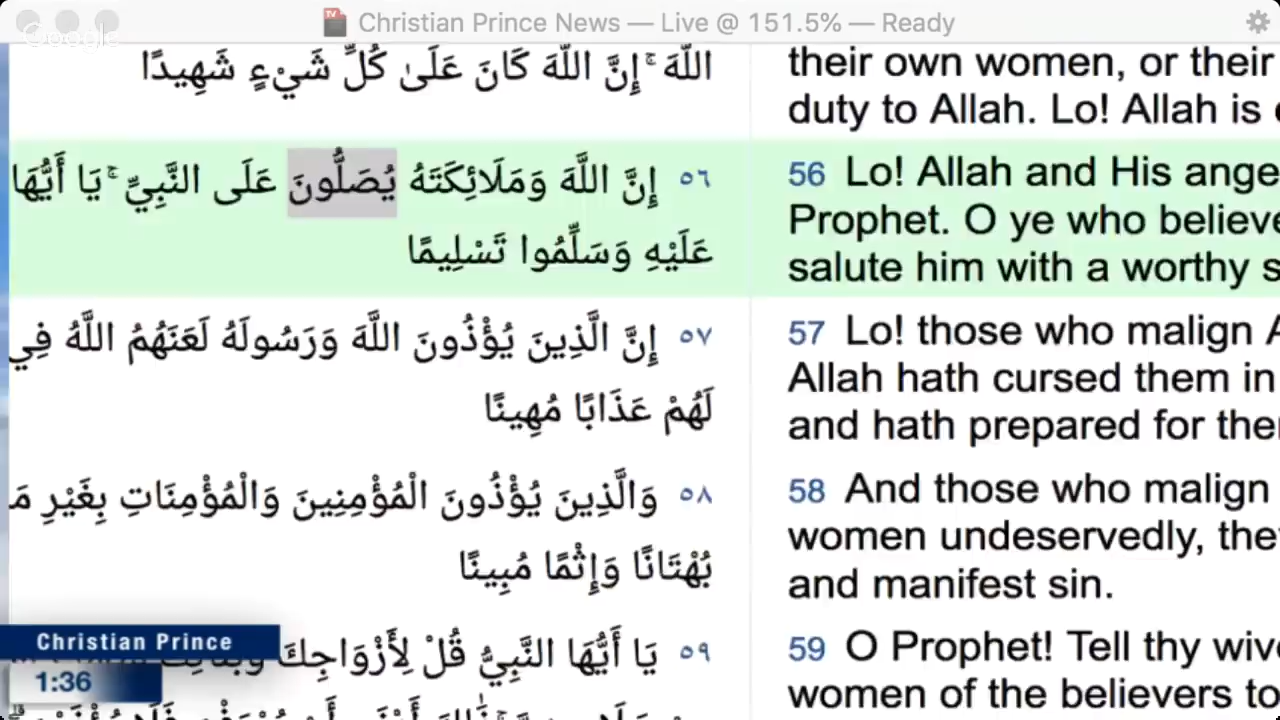 Google
Christian Prince News — Live @ 151.5% — Ready
اللَّهَ ۚ إِنَّ اللَّهَ كَانَ عَلَىٰ كُلِّ شَيْءٍ شَهِيدًا
٥٦ إِنَّ اللَّهَ وَمَلَائِكَتَهُ يُصَلُّونَ عَلَى النَّبِيِّ ۚ يَا أَيُّهَا
عَلَيْهِ وَسَلِّمُوا تَسْلِيمًا
٥٧ إِنَّ الَّذِينَ يُؤْذُونَ اللَّهَ وَرَسُولَهُ لَعَنَهُمُ اللَّهُ فِي
لَهُمْ عَذَابًا مُهِينًا
٥٨ وَالَّذِينَ يُؤْذُونَ الْمُؤْمِنِينَ وَالْمُؤْمِنَاتِ بِغَيْرِ
بُهْتَانًا وَإِثْمًا مُبِينًا
٥٩ يَا أَيُّهَا النَّبِيُّ قُلْ لِأَزْوَاجِكَ
their own women, or their
duty to Allah. Lo! Allah is
56 Lo! Allah and His ange
Prophet. O ye who believe
salute him with a worthy s
57 Lo! those who malign A
Allah hath cursed them in
and hath prepared for the
58 And those who malign
women undeservedly, the
and manifest sin.
59 O Prophet! Tell thy wive
women of the believers to
Christian Prince
1:36